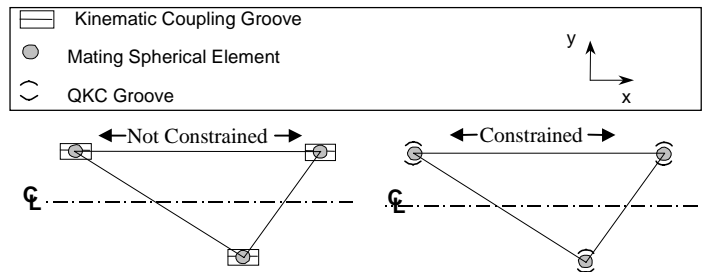 Kinematic Coupling Groove
Mating Spherical Element
QKC Groove
y
x
Not Constrained
Constrained
℄
℄